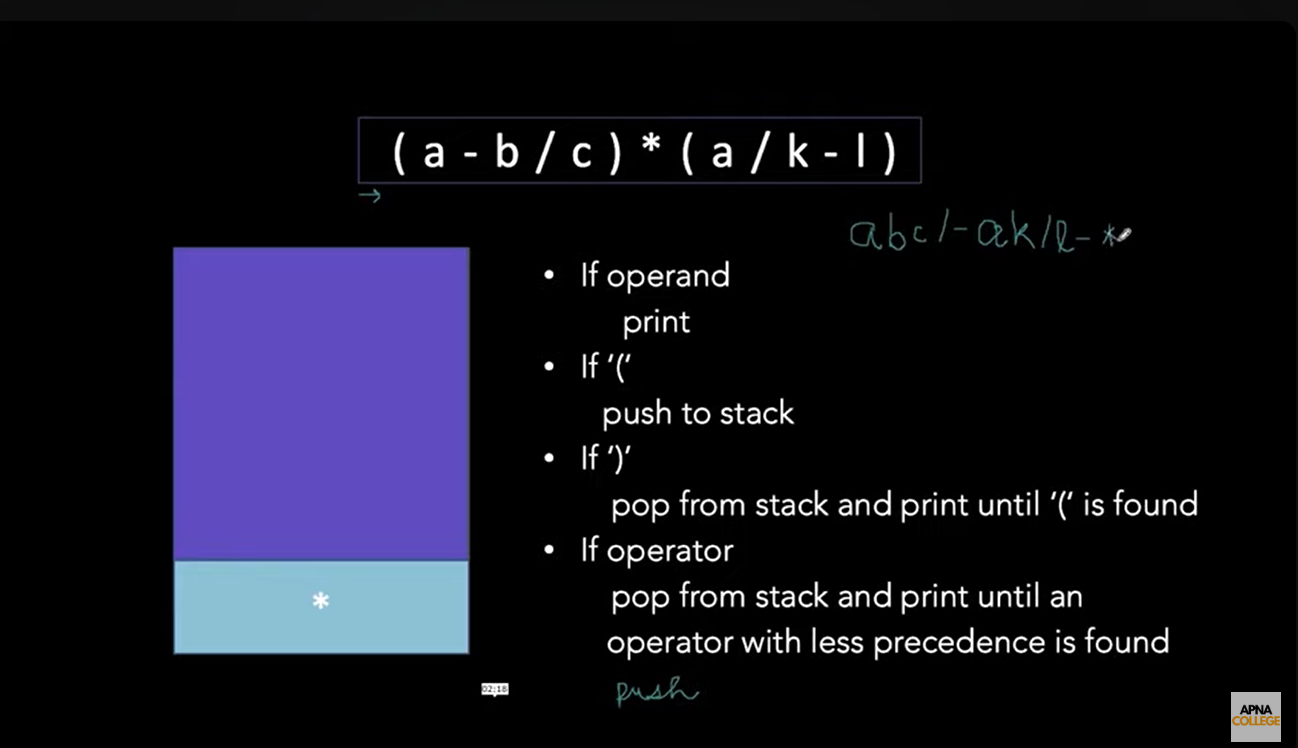 ( a - b / c ) * ( a / k - l )
→
abc/-ak/l-*
• If operand
print
• If ‘(‘
push to stack
• If ‘)’
pop from stack and print until ‘(‘ is found
• If operator
pop from stack and print until an
operator with less precedence is found
push
*
02:18
APNA
COLLEGE